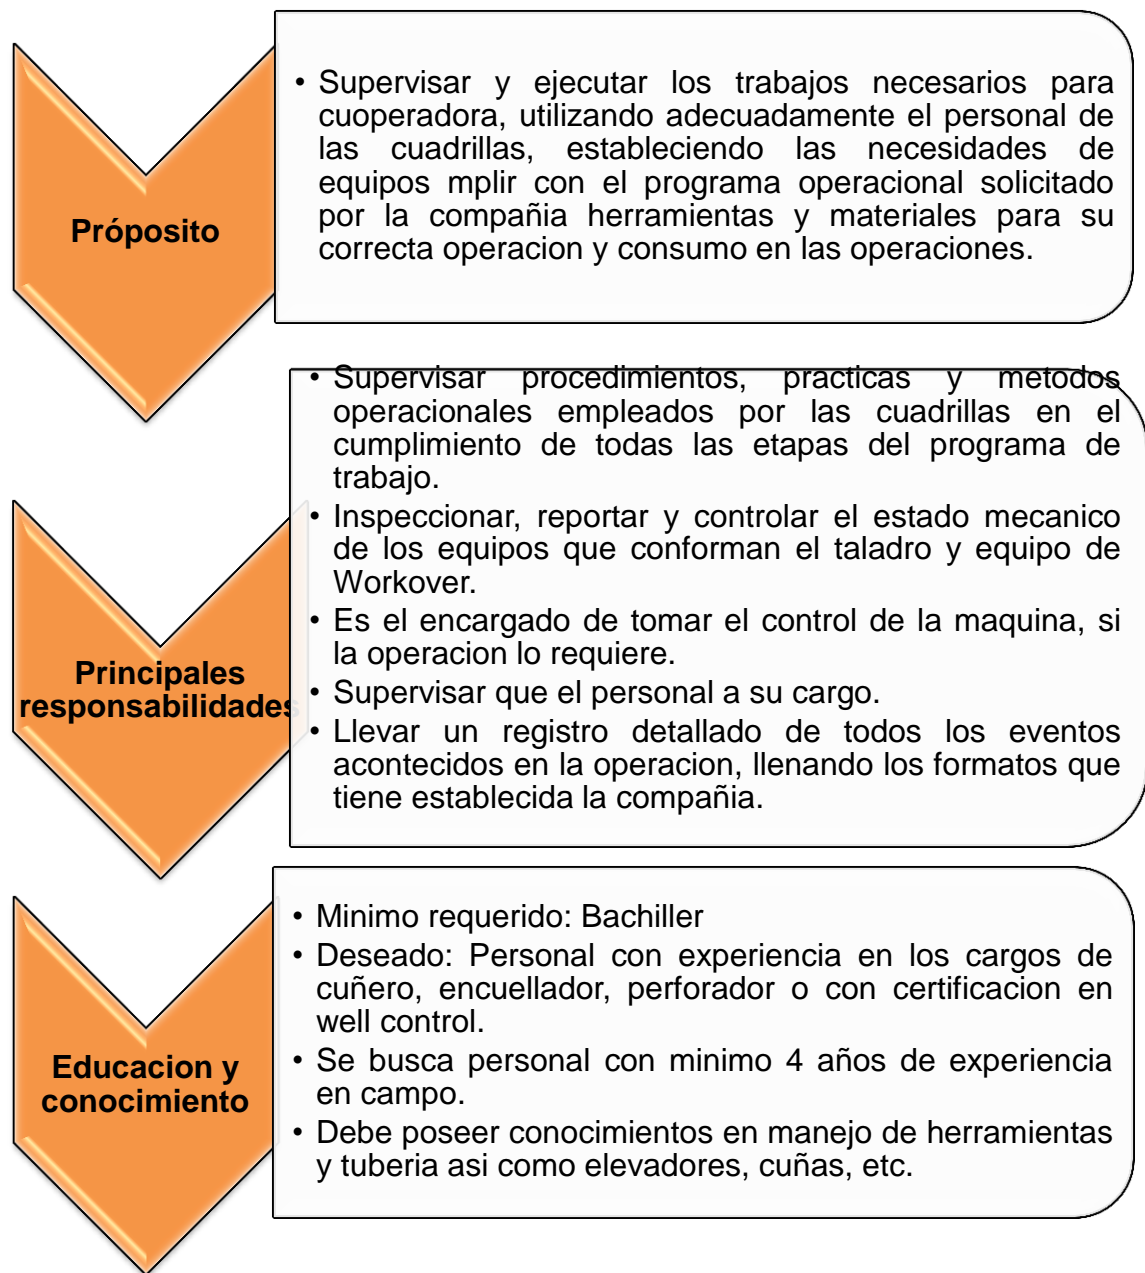 Próposito
• Supervisar y ejecutar los trabajos necesarios para
cuoperadora, utilizando adecuadamente el personal de
las cuadrillas, estableciendo las necesidades de
equipos mplir con el programa operacional solicitado
por la compañia herramientas y materiales para su
correcta operacion y consumo en las operaciones.
Principales
responsabilidades
• Supervisar procedimientos, practicas y metodos
operacionales empleados por las cuadrillas en el
cumplimiento de todas las etapas del programa de
trabajo.
• Inspeccionar, reportar y controlar el estado mecanico
de los equipos que conforman el taladro y equipo de
Workover.
• Es el encargado de tomar el control de la maquina, si
la operacion lo requiere.
• Supervisar que el personal a su cargo.
• Llevar un registro detallado de todos los eventos
acontecidos en la operacion, llenando los formatos que
tiene establecida la compañia.
Educacion y
conocimiento
• Minimo requerido: Bachiller
• Deseado: Personal con experiencia en los cargos de
cuñero, encuellador, perforador o con certificacion en
well control.
• Se busca personal con minimo 4 años de experiencia
en campo.
• Debe poseer conocimientos en manejo de herramientas
y tuberia asi como elevadores, cuñas, etc.